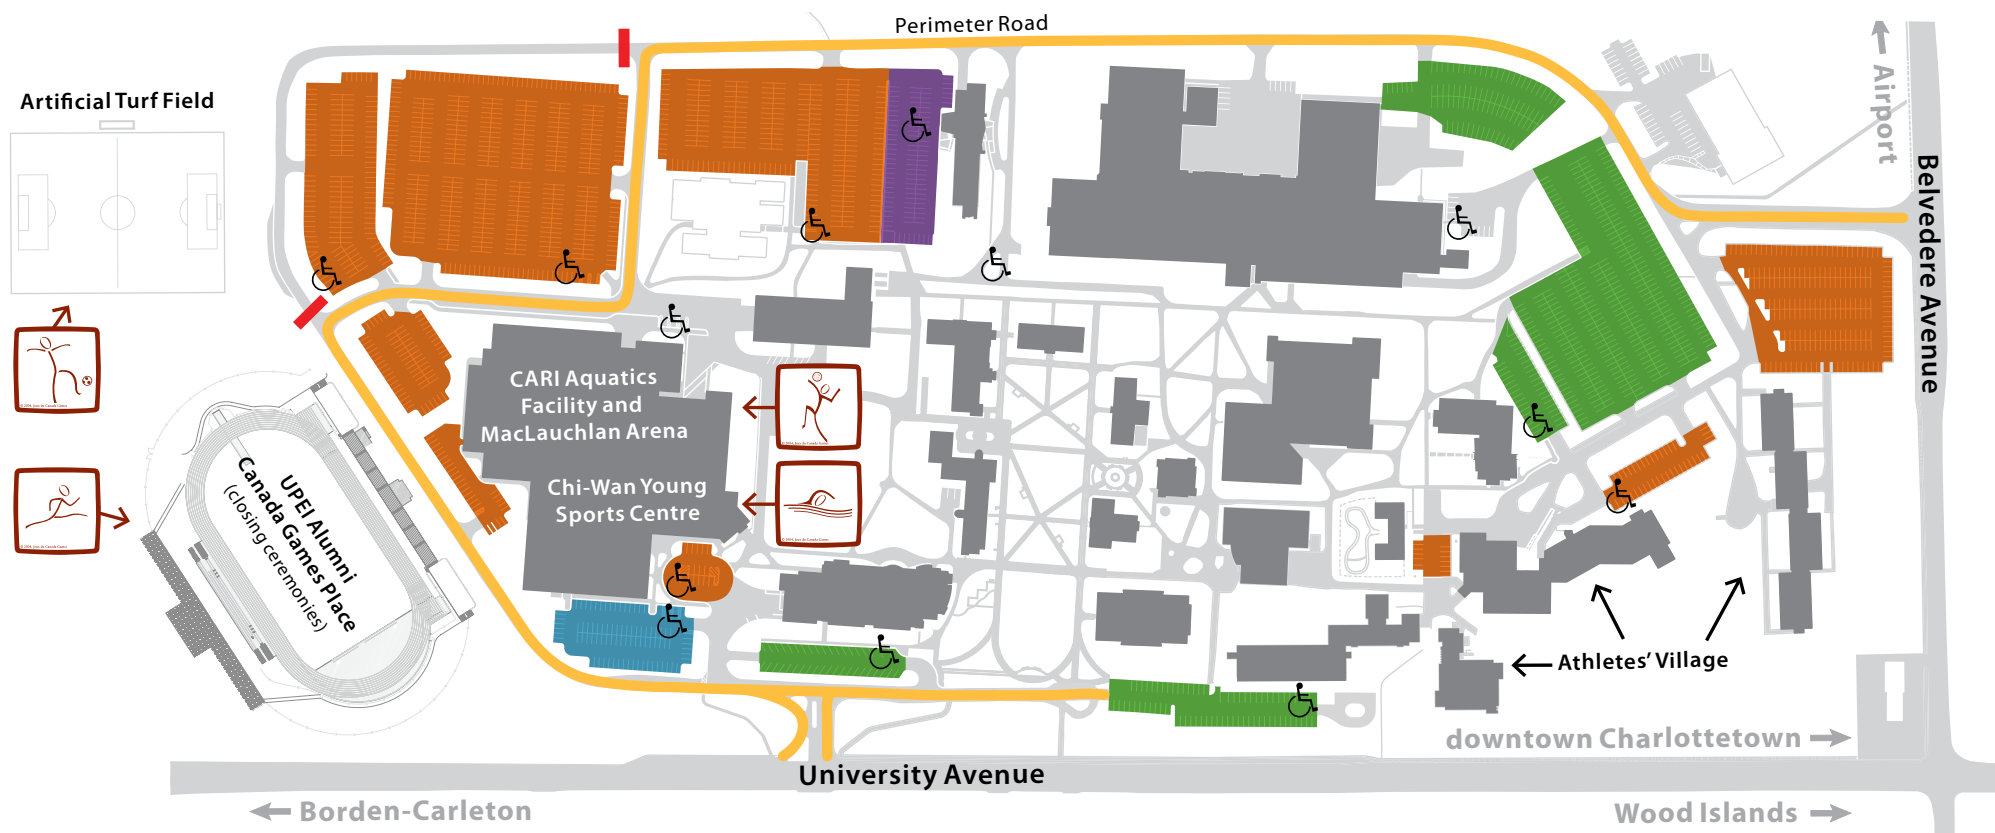 Perimeter Road
Artificial Turf Field
Airport
Belvedere Avenue
CARI Aquatics
Facility and
MacLauchlan Arena
Chi-Wan Young
Sports Centre
UPEI Alumni
Canada Games Place
(closing ceremonies)
Athletes’ Village
downtown Charlottetown
University Avenue
Borden-Carleton
Wood Islands